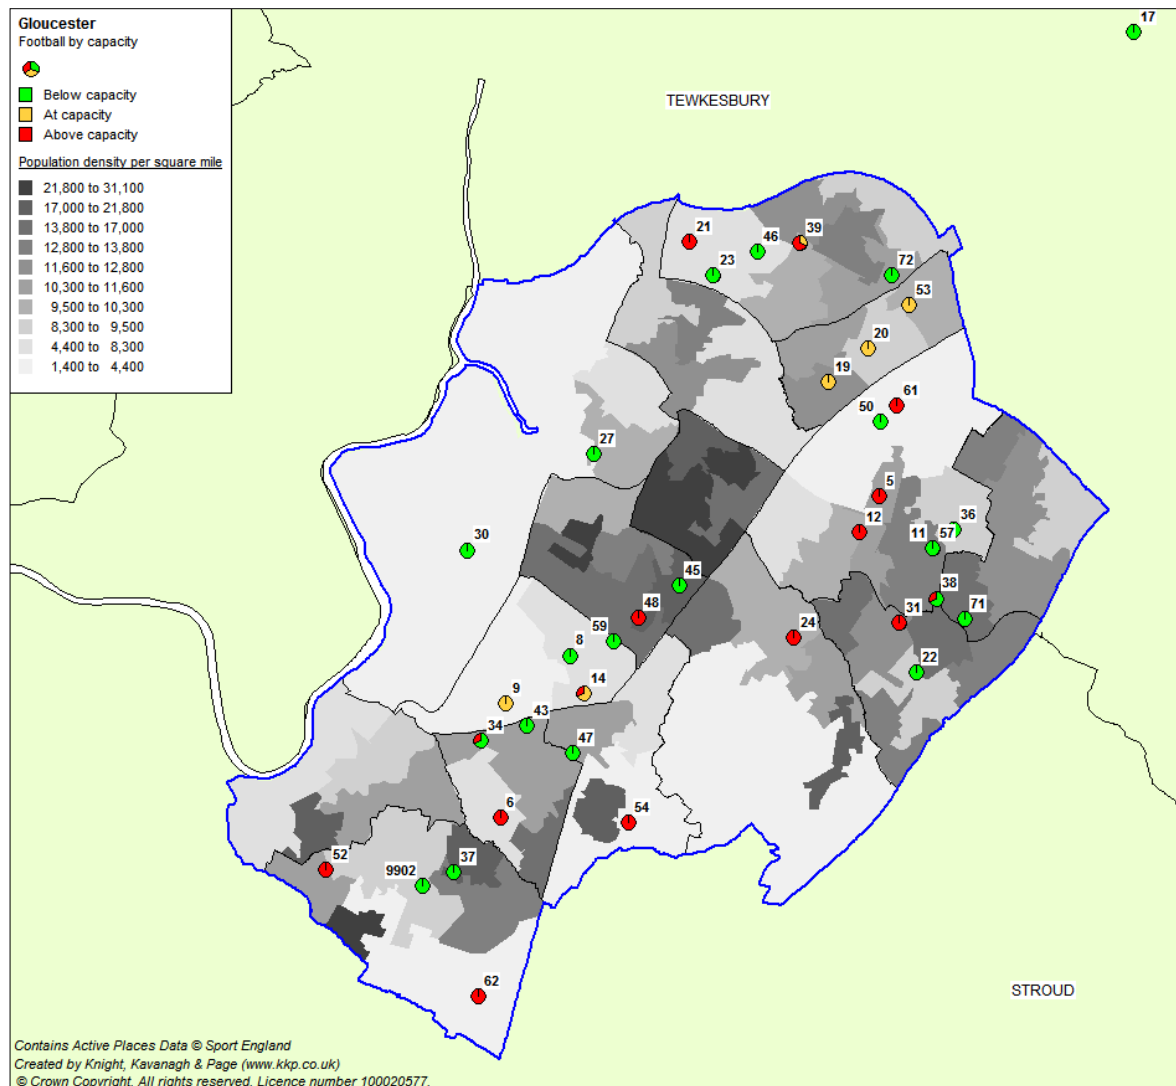 Gloucester
Football by capacity
Below capacity
At capacity
Above capacity
Population density per square mile
21,800 to 31,100
17,000 to 21,800
13,800 to 17,000
12,800 to 13,800
11,600 to 12,800
10,300 to 11,600
9,500 to 10,300
8,300 to 9,500
4,400 to 8,300
1,400 to 4,400
17
TEWKESBURY
21
46
39
23
72
53
20
19
61
50
27
5
12
36
11
57
30
45
38
48
31
71
24
59
8
22
14
9
43
34
47
6
54
52
37
9902
62
STROUD
Contains Active Places Data © Sport England
Created by Knight, Kavanagh & Page (www.kkp.co.uk)
© Crown Copyright. All rights reserved. Licence number 100020577.